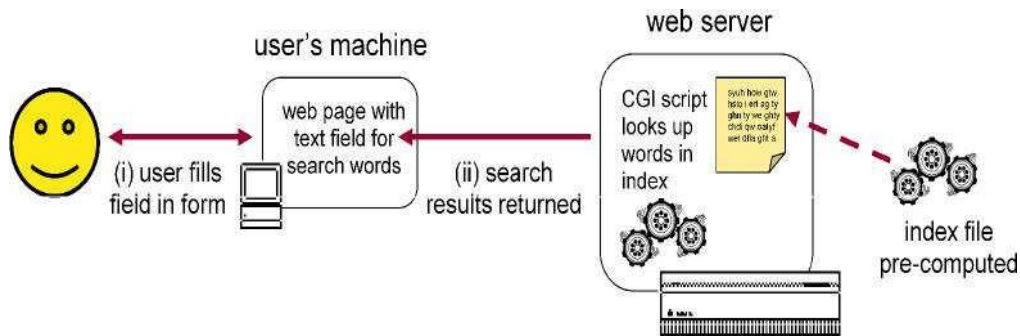 web server
user's machine
web page with
text field for
search words
CGI script
looks up
words in
index
(i) user fills
field in form
(ii) search
results returned
index file
pre-computed